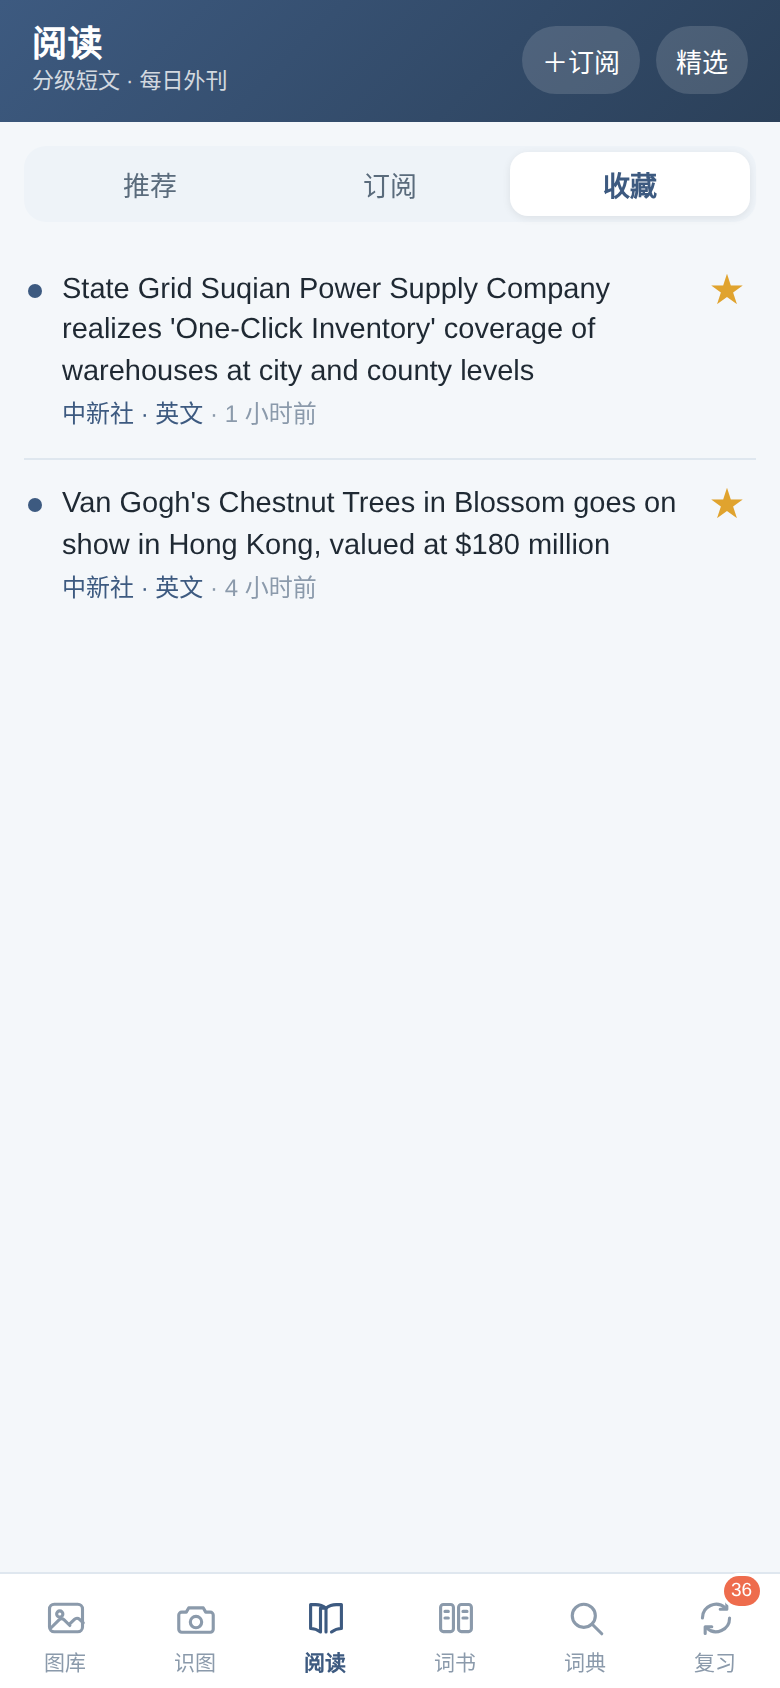 阅读
分级短文 · 每日外刊
＋订阅
精选
推荐
订阅
收藏
State Grid Suqian Power Supply Company
realizes 'One-Click Inventory' coverage of
warehouses at city and county levels
中新社 · 英文 · 1 小时前
Van Gogh's Chestnut Trees in Blossom goes on
show in Hong Kong, valued at $180 million
中新社 · 英文 · 4 小时前
36
图库
识图
阅读
词书
词典
复习